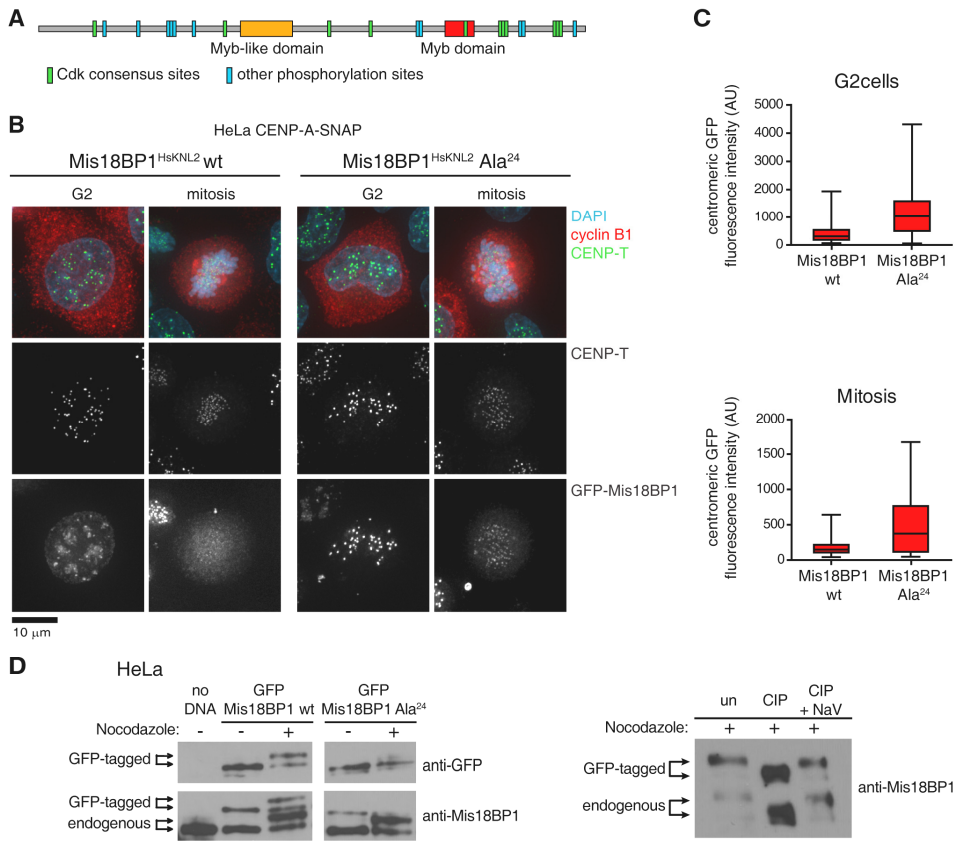 A
Myb-like domain
Myb domain
Cdk consensus sites
other phosphorylation sites
B
HeLa CENP-A-SNAP
Mis18BP1HsKNL2 wt
Mis18BP1HsKNL2 Ala24
G2
mitosis
G2
mitosis
DAPI
cyclin B1
CENP-T
CENP-T
GFP-Mis18BP1
10 µm
C
G2cells
centromeric GFP
fluorescence intensity (AU)
5000
4000
3000
2000
1000
0
Mis18BP1
wt
Mis18BP1
Ala24
Mitosis
centromeric GFP
fluorescence intensity (AU)
2000
1500
1000
500
0
Mis18BP1
wt
Mis18BP1
Ala24
D
HeLa
no
DNA
GFP
Mis18BP1 wt
GFP
Mis18BP1 Ala24
Nocodazole:
-
-
+
-
+
GFP-tagged
anti-GFP
GFP-tagged
endogenous
anti-Mis18BP1
un
CIP
CIP
+ NaV
Nocodazole:
+
+
+
GFP-tagged
endogenous
anti-Mis18BP1